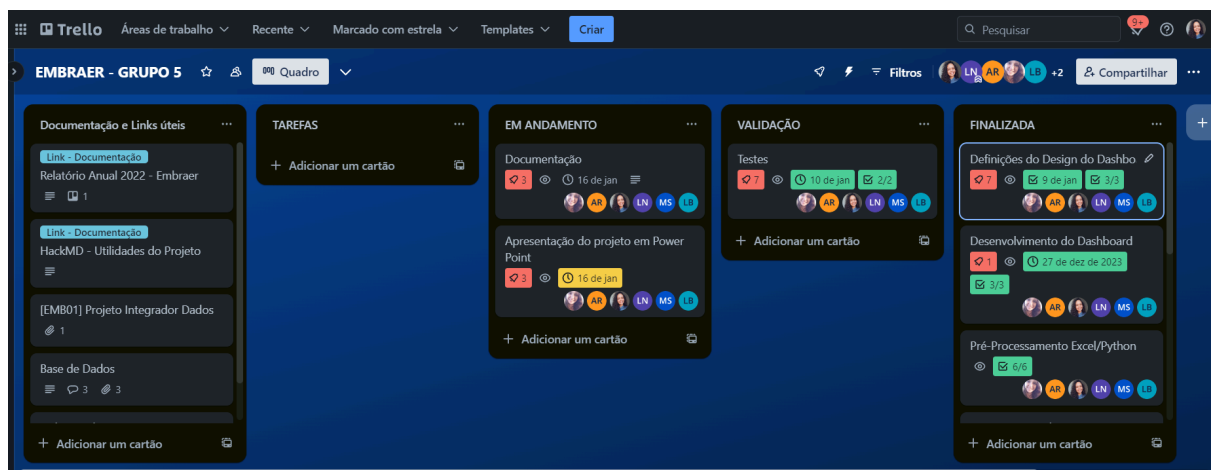 Trello Áreas de trabalho Recente Marcado com estrela Templates Criar Pesquisar 9+
EMBRAER - GRUPO 5 Quadro Filtros LN AR LB +2 Compartilhar
Documentação e Links úteis
Link - Documentação
Relatório Anual 2022 - Embraer
1
Link - Documentação
HackMD - Utilidades do Projeto
[EMB01] Projeto Integrador Dados
1
Base de Dados
3 3
+ Adicionar um cartão
TAREFAS
+ Adicionar um cartão
EM ANDAMENTO
Documentação
3 16 de jan
AR LN MS LB
Apresentação do projeto em Power
Point
3 16 de jan
AR LN MS LB
+ Adicionar um cartão
VALIDAÇÃO
Testes
7 10 de jan 2/2
AR LN MS LB
+ Adicionar um cartão
FINALIZADA
Definições do Design do Dashbo
7 9 de jan 3/3
AR LN MS LB
Desenvolvimento do Dashboard
1 27 de dez de 2023
3/3
AR LN MS LB
Pré-Processamento Excel/Python
6/6
AR LN MS LB
+ Adicionar um cartão